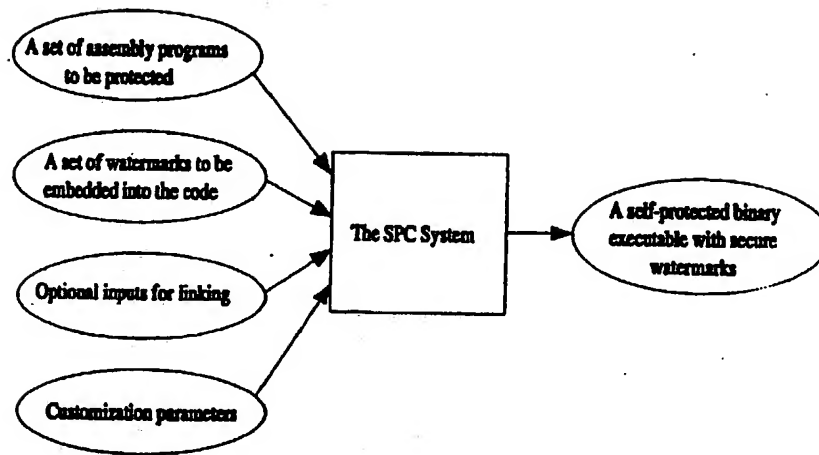 A set of assembly programs
to be protected
A set of watermarks to be
embedded into the code
Optional inputs for linking
Customization parameters
The SPC System
A self-protected binary
executable with secure
watermarks